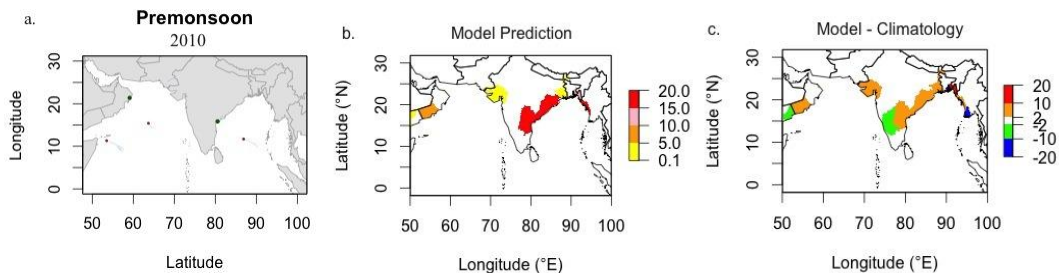 a.
Premonsoon
2010
Longitude
30
20
10
0
50 60 70 80 90 100
Latitude
b.
Model Prediction
Latitude (°N)
30
20
10
0
50 60 70 80 90 100
Longitude (°E)
20.0
15.0
10.0
5.0
0.1
c.
Model - Climatology
Latitude (°N)
30
20
10
0
50 60 70 80 90 100
Longitude (°E)
20
10
2
-2
-10
-20